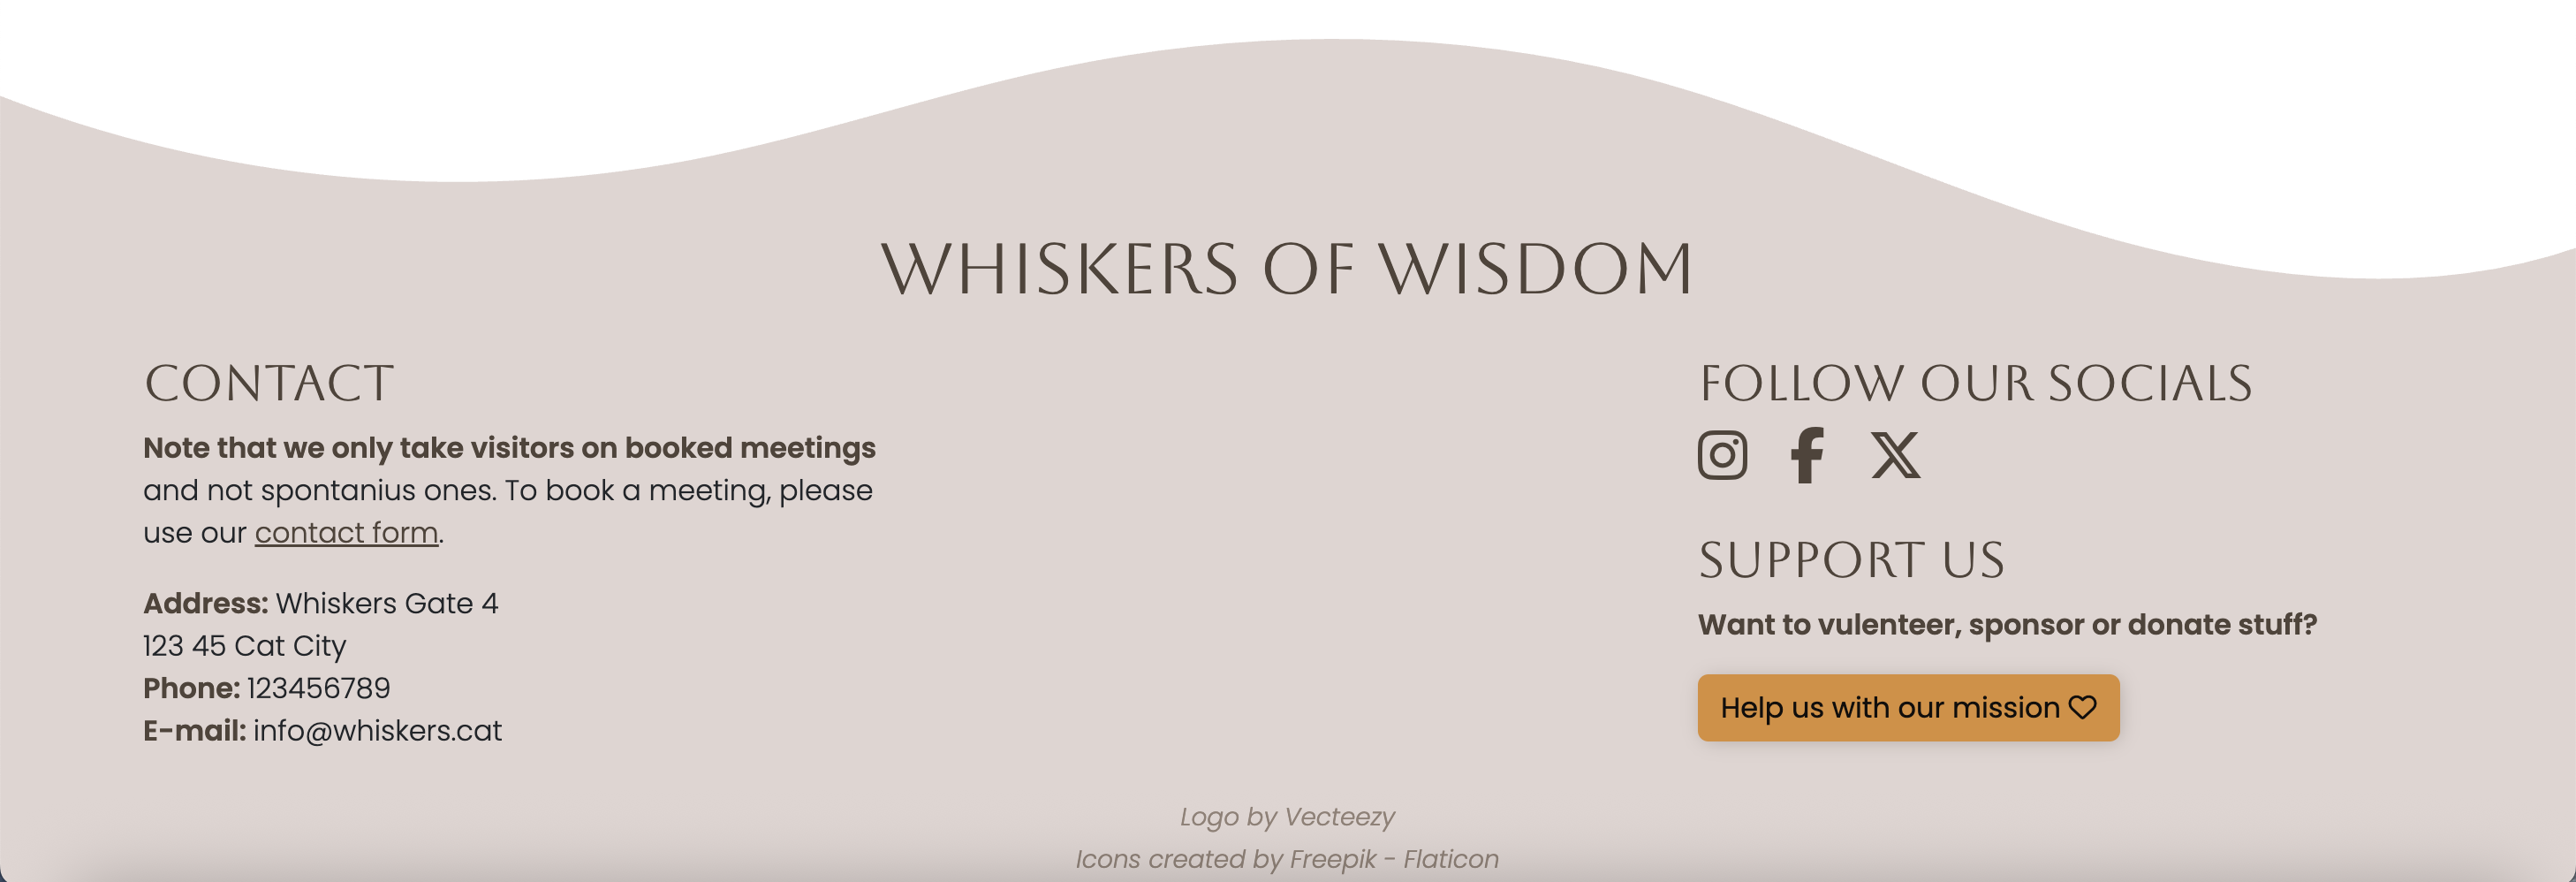 WHISKERS OF WISDOM
CONTACT
Note that we only take visitors on booked meetings
and not spontanius ones. To book a meeting, please
use our contact form.
Address: Whiskers Gate 4
123 45 Cat City
Phone: 123456789
E-mail: info@whiskers.cat
FOLLOW OUR SOCIALS
SUPPORT US
Want to vulenteer, sponsor or donate stuff?
Help us with our mission
Logo by Vecteezy
Icons created by Freepik - Flaticon